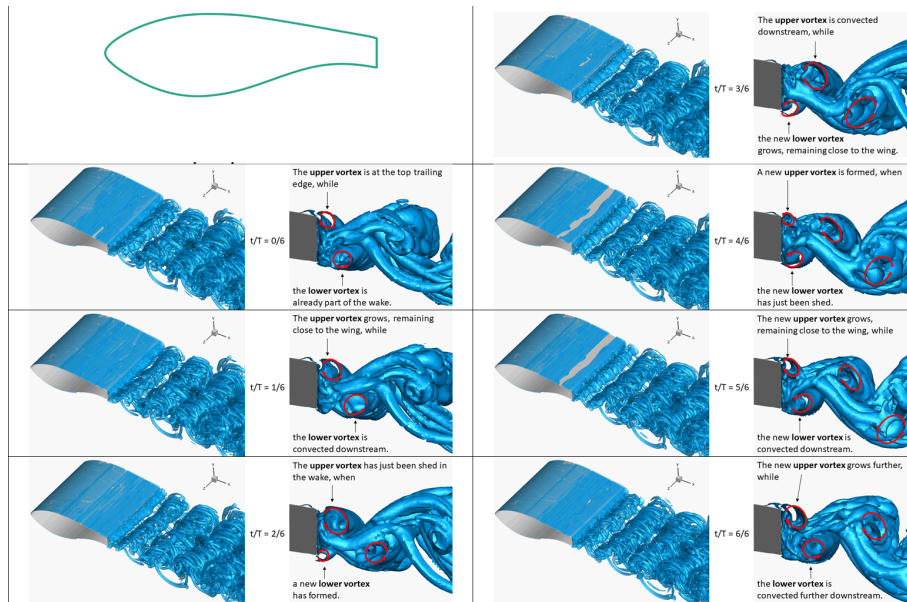 The upper vortex is convected
downstream, while
t/T = 3/6
the new lower vortex
grows, remaining close to the wing.
The upper vortex is at the top trailing
edge, while
t/T = 0/6
the lower vortex is
already part of the wake.
A new upper vortex is formed, when
t/T = 4/6
the new lower vortex
has just been shed.
The upper vortex grows, remaining
close to the wing, while
t/T = 1/6
the lower vortex is
convected downstream.
The new upper vortex grows,
remaining close to the wing, while
t/T = 5/6
the new lower vortex is
convected downstream.
The upper vortex has just been shed in
the wake, when
t/T = 2/6
a new lower vortex
has formed.
The new upper vortex grows further,
while
t/T = 6/6
the lower vortex is
convected further downstream.